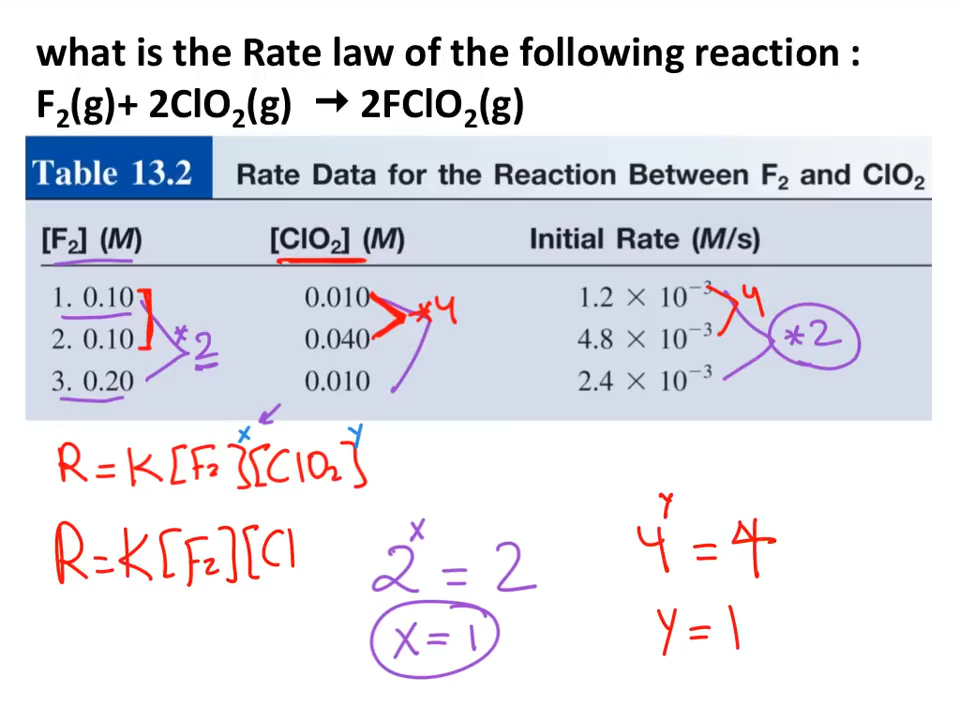 what is the Rate law of the following reaction :
F₂(g)+ 2ClO₂(g) → 2FClO₂(g)
Table 13.2 Rate Data for the Reaction Between F₂ and ClO₂
[F₂] (M) [ClO₂] (M) Initial Rate (M/s)
1. 0.10 0.010 1.2 × 10⁻³
2. 0.10 0.040 4.8 × 10⁻³
3. 0.20 0.010 2.4 × 10⁻³
*2 *4 4 *2
R=K[F₂]ˣ[ClO₂]ʸ
R=K[F₂][Cl
2ˣ = 2
x = 1
4ʸ = 4
y = 1